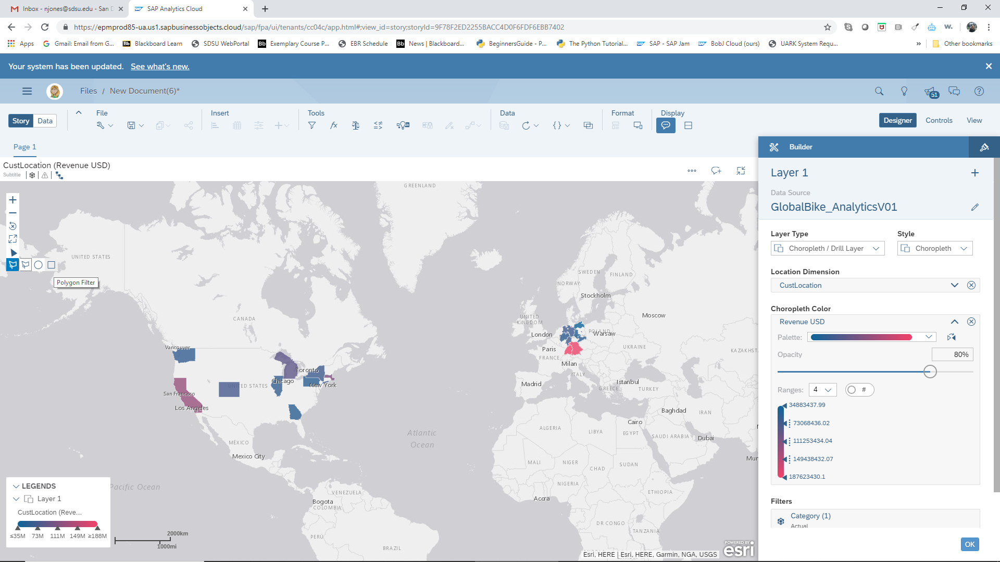 Inbox - njones@sdsu.edu - San D
SAP Analytics Cloud
https://epmprod85-ua.us1.sapbusinessobjects.cloud/sap/fpa/ui/tenants/cc04c/app.html#;view_id=story;storyId=9F78F2ED2255BACC4D0F6FDF6EBB7402
Apps
Gmail: Email from G...
Blackboard Learn
SDSU WebPortal
Exemplary Course P...
EBR Schedule
News | Blackboard...
BeginnersGuide - P...
The Python Tutorial...
SAP - SAP Jam
BobJ Cloud (ours)
UARK System Requ...
Other bookmarks
Your system has been updated. See what's new.
Files / New Document(6)*
51
Story
Data
File
Insert
Tools
Data
Format
Display
Designer
Controls
View
Page 1
CustLocation (Revenue USD)
Subtitle
Polygon Filter
GREENLAND
UNITED STATES
CANADA
SWEDEN
FINLAND
NORWAY
Stockholm
UNITED
KINGDOM
Moscow
London
POLAND
Warsaw
Vancouver
Paris
UKRAINE
KAZAKHST
FRANCE
Milan
Toronto
ITALY
Chicago
New York
UNITED STATES
Madrid
Istanbul
GREECE
TURKEY
San Francisco
Los Angeles
Baghdad
IRAN
Cairo
ALGERIA
LIBYA
EGYPT
SAUDI ARABIA
Dubai
Atlantic
Ocean
MÉXICO
Mexico City
MALI
NIGER
CHAD
SUDAN
Mun
NIGERIA
ETHIOPIA
Pacific Ocean
VENEZUELA
Bogota
COLOMBIA
Accra
DR CONGO
TANZANIA
PERÚ
BRAZIL
ANGOLA
LEGENDS
Layer 1
CustLocation (Reve...
≤35M 73M 111M 149M ≥188M
2000km
1000mi
Esri, HERE | Esri, HERE, Garmin, NGA, USGS
POWERED BY
esri
Builder
Layer 1
Data Source
GlobalBike_AnalyticsV01
Layer Type
Style
Choropleth / Drill Layer
Choropleth
Location Dimension
CustLocation
Choropleth Color
Revenue USD
Palette:
Opacity
80%
Ranges:
4
#
34883437.99
73068436.02
111253434.04
149438432.07
187623430.1
Filters
Category (1)
Actual
OK